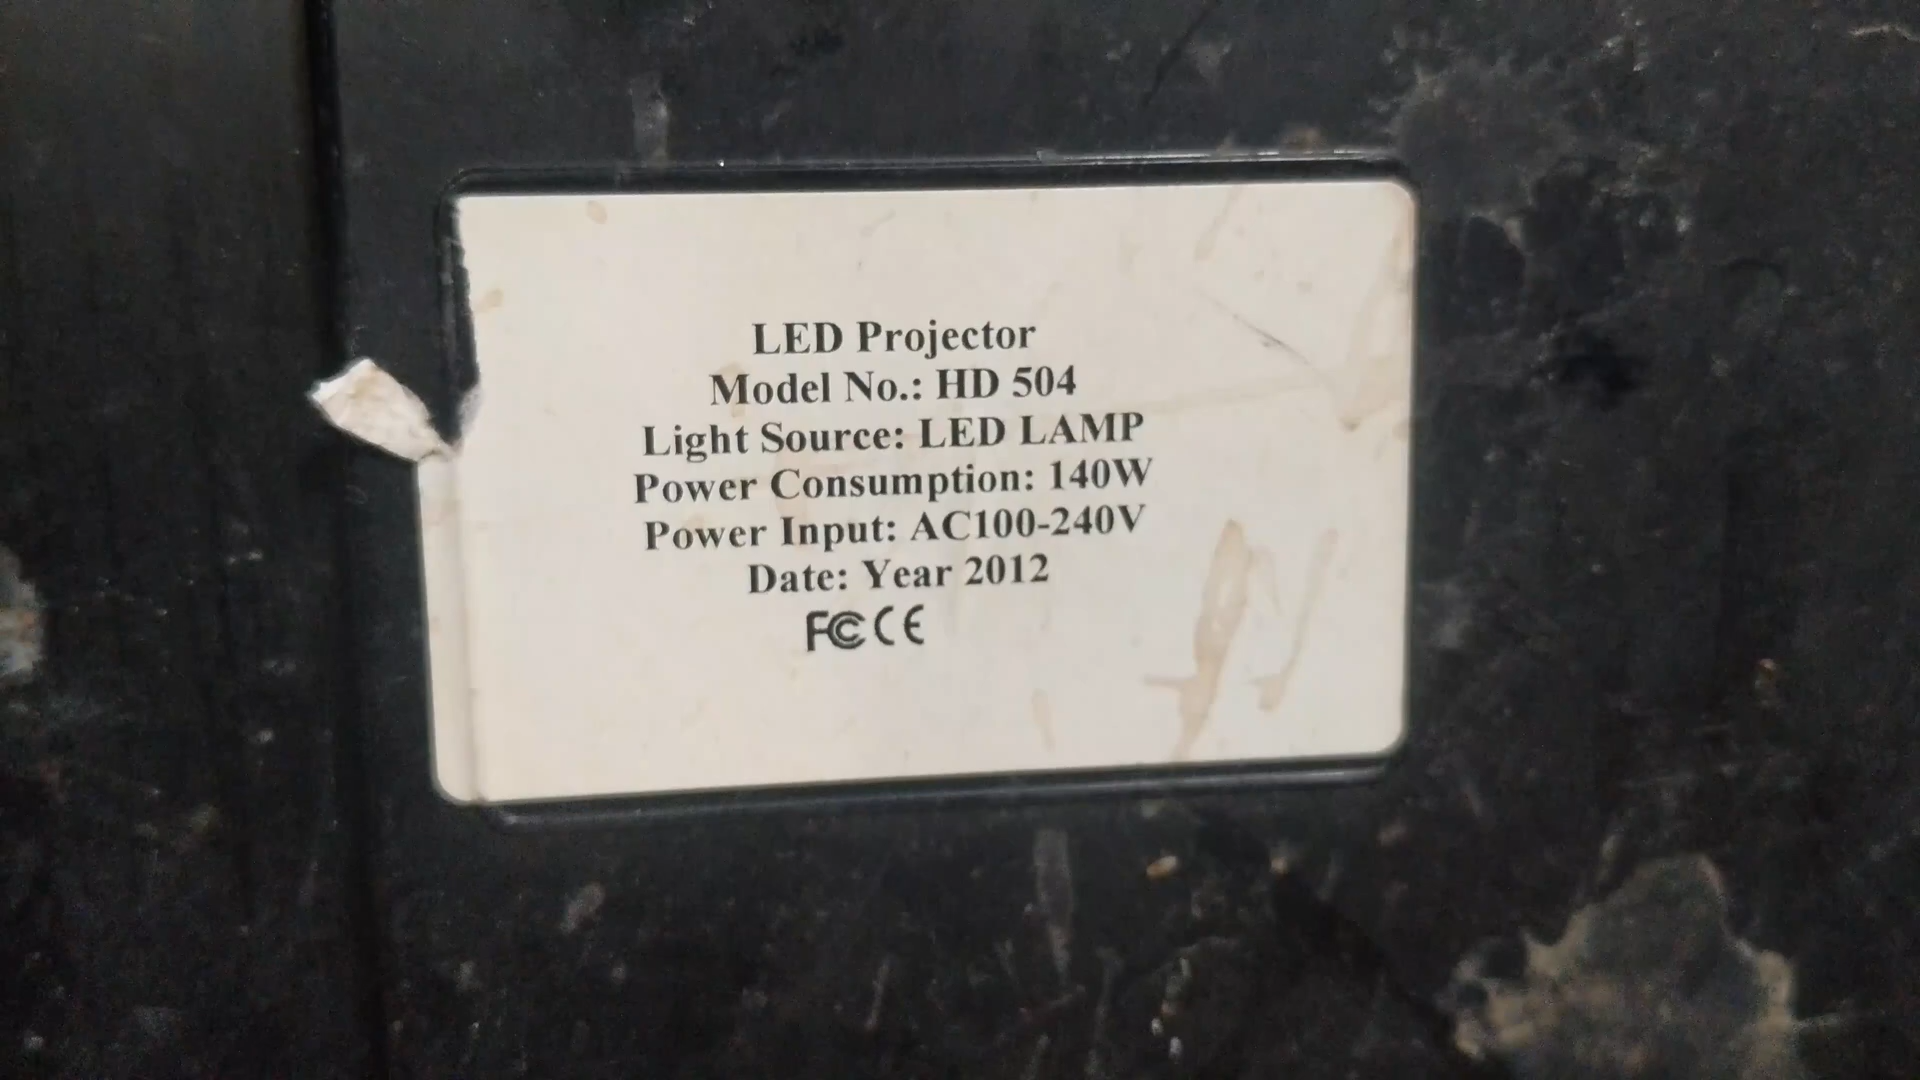 LED Projector
Model No.: HD 504
Light Source: LED LAMP
Power Consumption: 140W
Power Input: AC100-240V
Date: Year 2012
FC CE